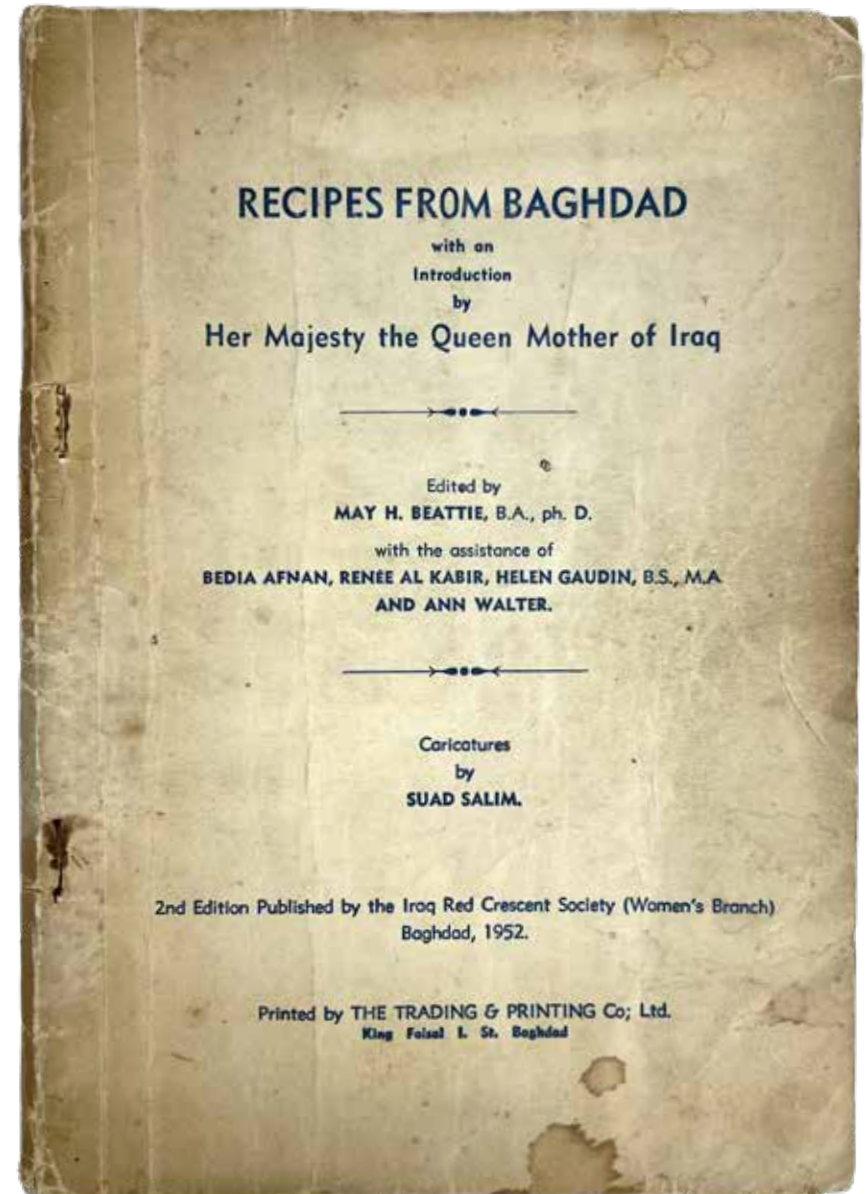 RECIPES FROM BAGHDAD
with an
Introduction
by
Her Majesty the Queen Mother of Iraq
Edited by
MAY H. BEATTIE, B.A., ph. D.
with the assistance of
BEDIA AFNAN, RENÉE AL KABIR, HELEN GAUDIN, B.S., M.A
AND ANN WALTER.
Caricatures
by
SUAD SALIM.
2nd Edition Published by the Iraq Red Crescent Society (Women's Branch)
Baghdad, 1952.
Printed by THE TRADING & PRINTING Co; Ltd.
King Faisal I. St. Baghdad